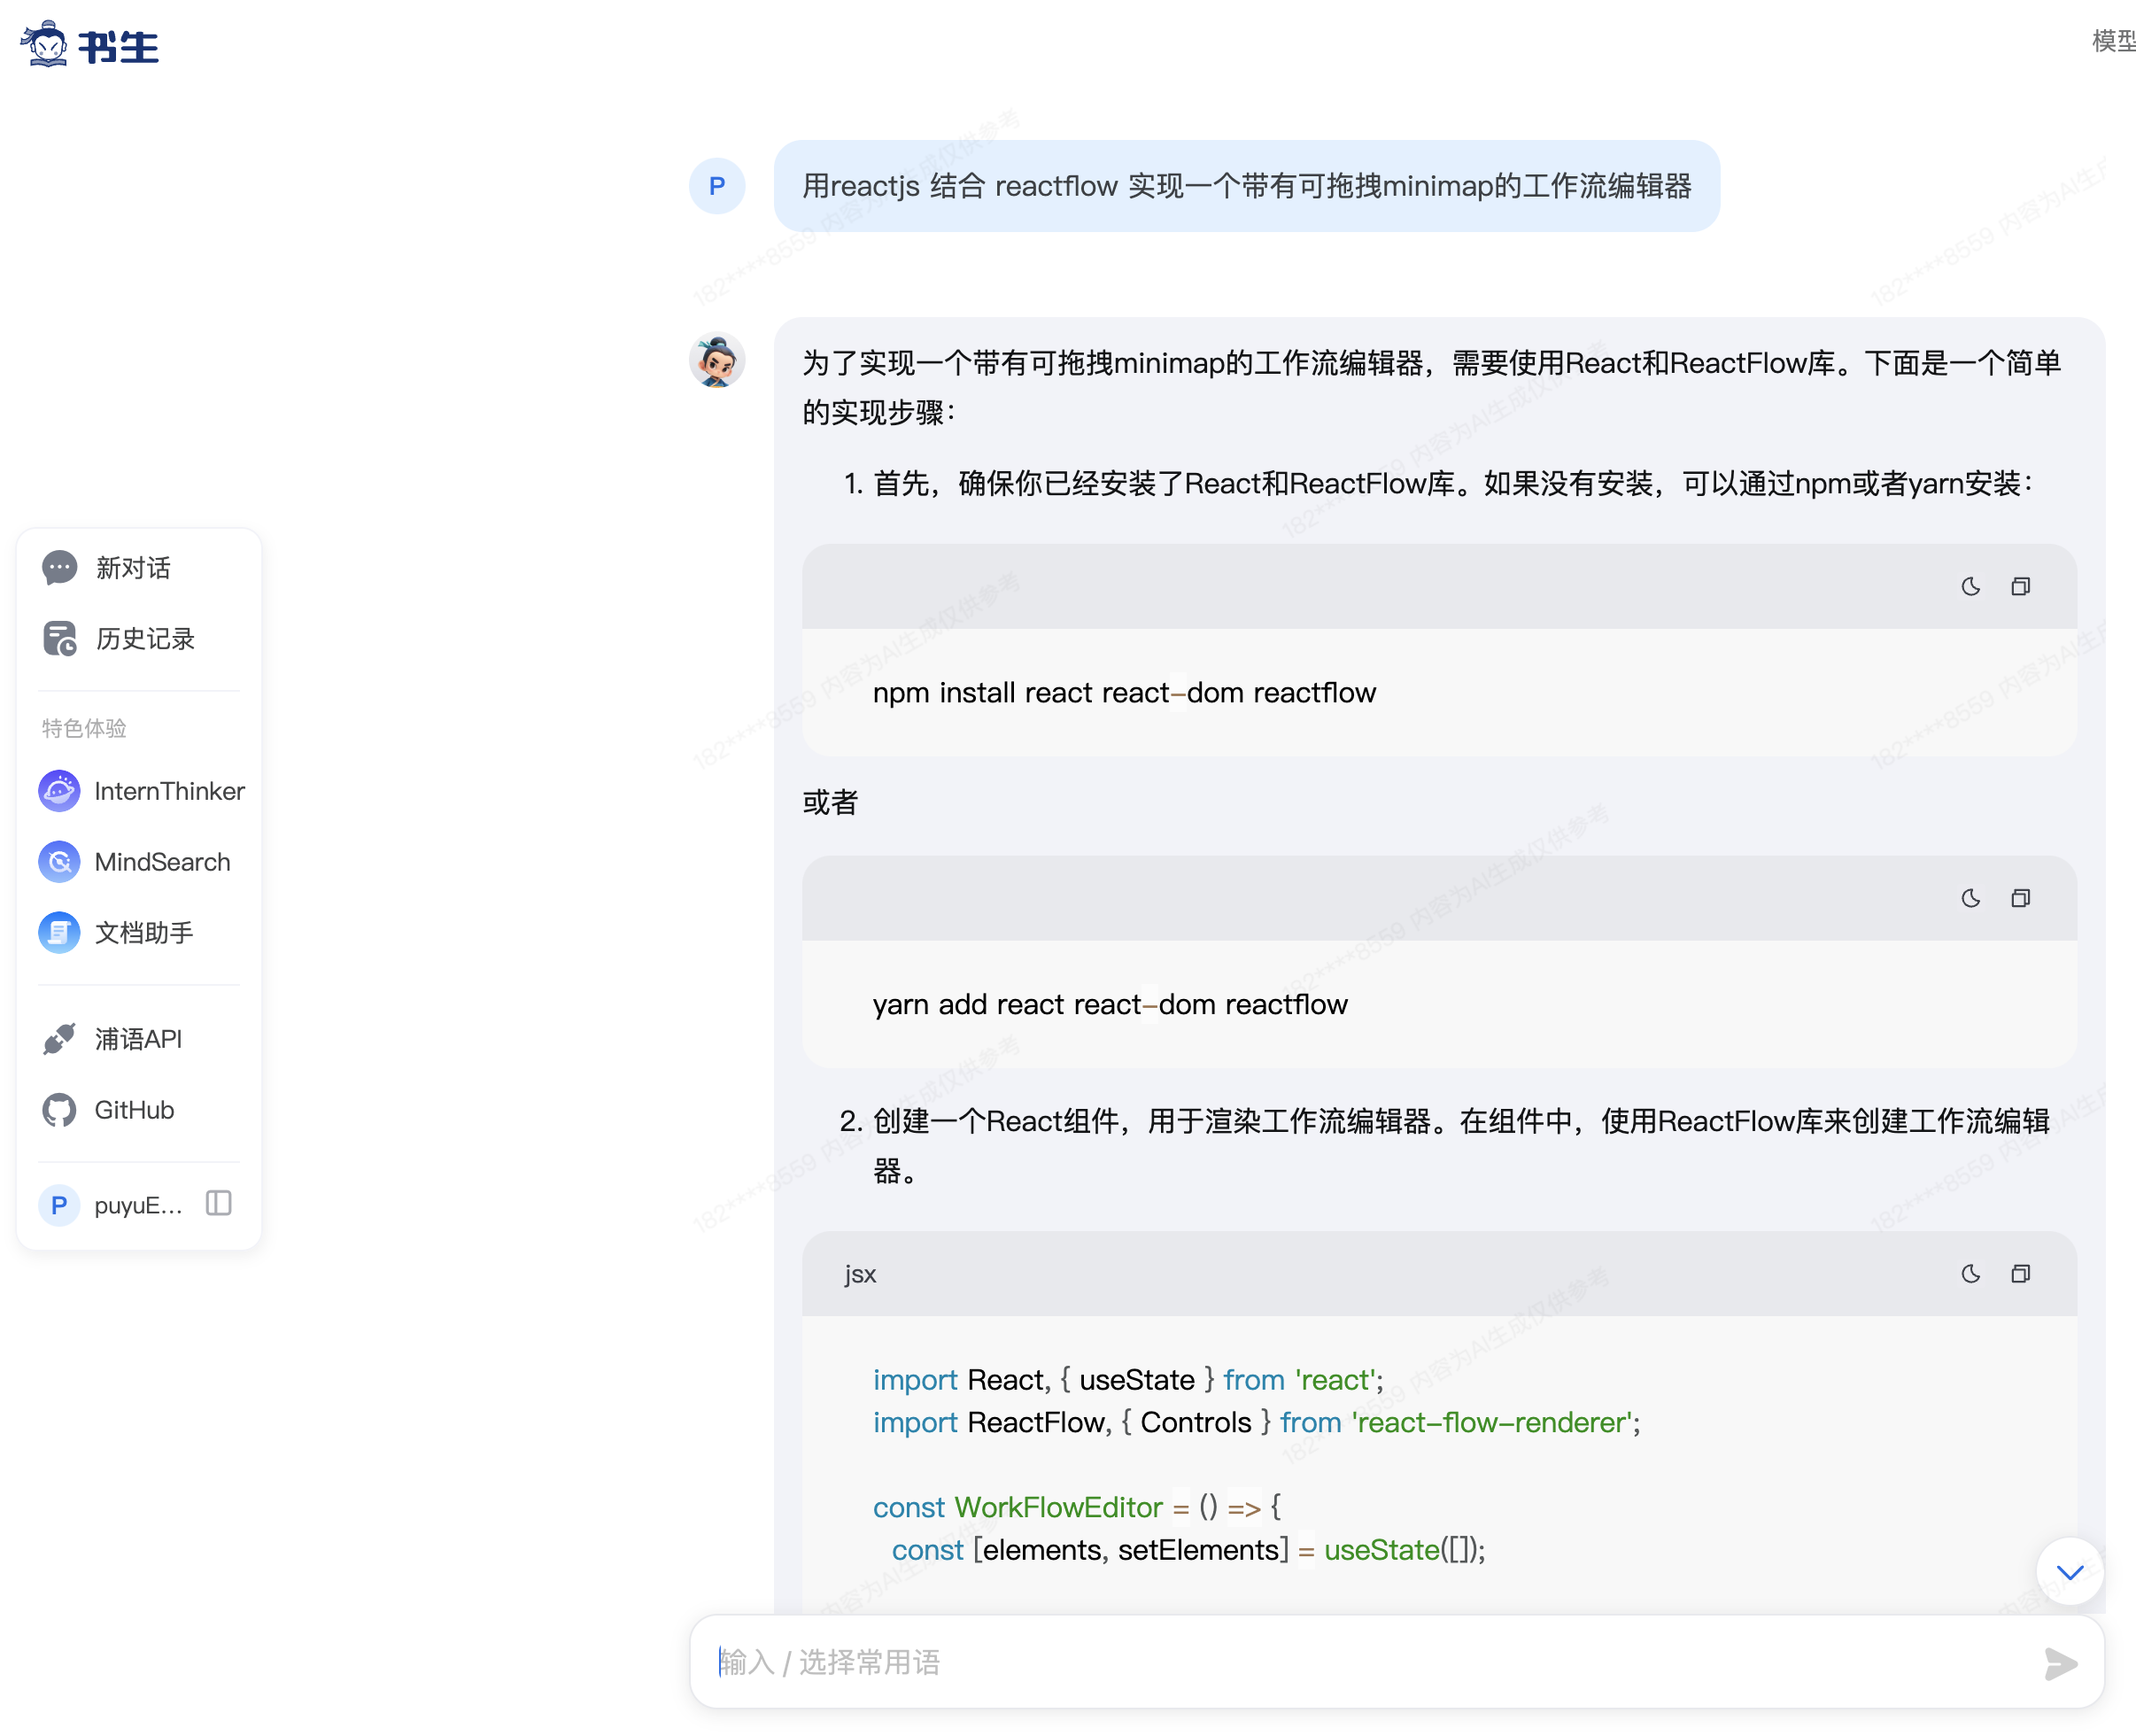 书生
模型
P
用reactjs 结合 reactflow 实现一个带有可拖拽minimap的工作流编辑器
为了实现一个带有可拖拽minimap的工作流编辑器，需要使用React和ReactFlow库。下面是一个简单
的实现步骤：
1. 首先，确保你已经安装了React和ReactFlow库。如果没有安装，可以通过npm或者yarn安装：
npm install react react-dom reactflow
或者
yarn add react react-dom reactflow
2. 创建一个React组件，用于渲染工作流编辑器。在组件中，使用ReactFlow库来创建工作流编辑
器。
jsx
import React, { useState } from 'react';
import ReactFlow, { Controls } from 'react-flow-renderer';
const WorkFlowEditor = () => {
const [elements, setElements] = useState([]);
输入 / 选择常用语
新对话
历史记录
特色体验
InternThinker
MindSearch
文档助手
浦语API
GitHub
P puyuE...
182****8559 内容为AI生成仅供参考